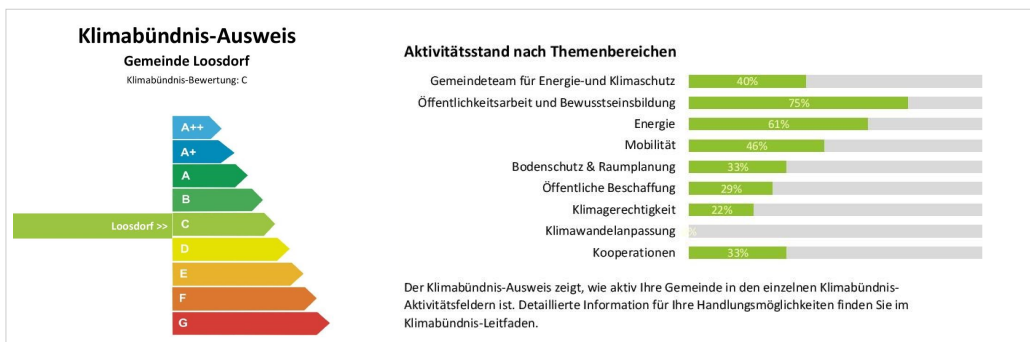 Klimabündnis-Ausweis
Gemeinde Loosdorf
Klimabündnis-Bewertung: C
A++
A+
A
B
Loosdorf >> C
D
E
F
G
Aktivitätsstand nach Themenbereichen
Gemeindeteam für Energie-und Klimaschutz 40%
Öffentlichkeitsarbeit und Bewusstseinsbildung 75%
Energie 61%
Mobilität 46%
Bodenschutz & Raumplanung 33%
Öffentliche Beschaffung 29%
Klimagerechtigkeit 22%
Klimawandelanpassung
Kooperationen 33%
Der Klimabündnis-Ausweis zeigt, wie aktiv Ihre Gemeinde in den einzelnen Klimabündnis-
Aktivitätsfeldern ist. Detaillierte Information für Ihre Handlungsmöglichkeiten finden Sie im
Klimabündnis-Leitfaden.